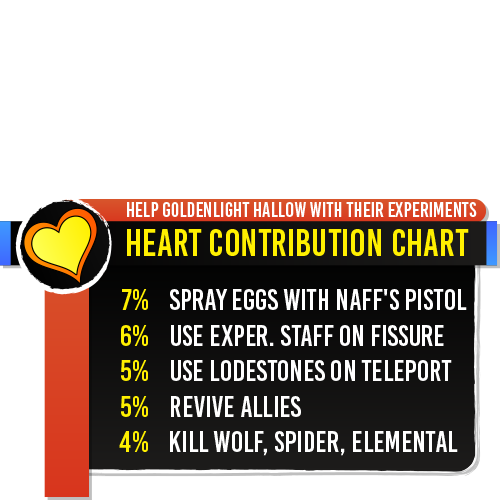 HELP GOLDENLIGHT HALLOW WITH THEIR EXPERIMENTS
HEART CONTRIBUTION CHART
7% SPRAY EGGS WITH NAFF'S PISTOL
6% USE EXPER. STAFF ON FISSURE
5% USE LODESTONES ON TELEPORT
5% REVIVE ALLIES
4% KILL WOLF, SPIDER, ELEMENTAL